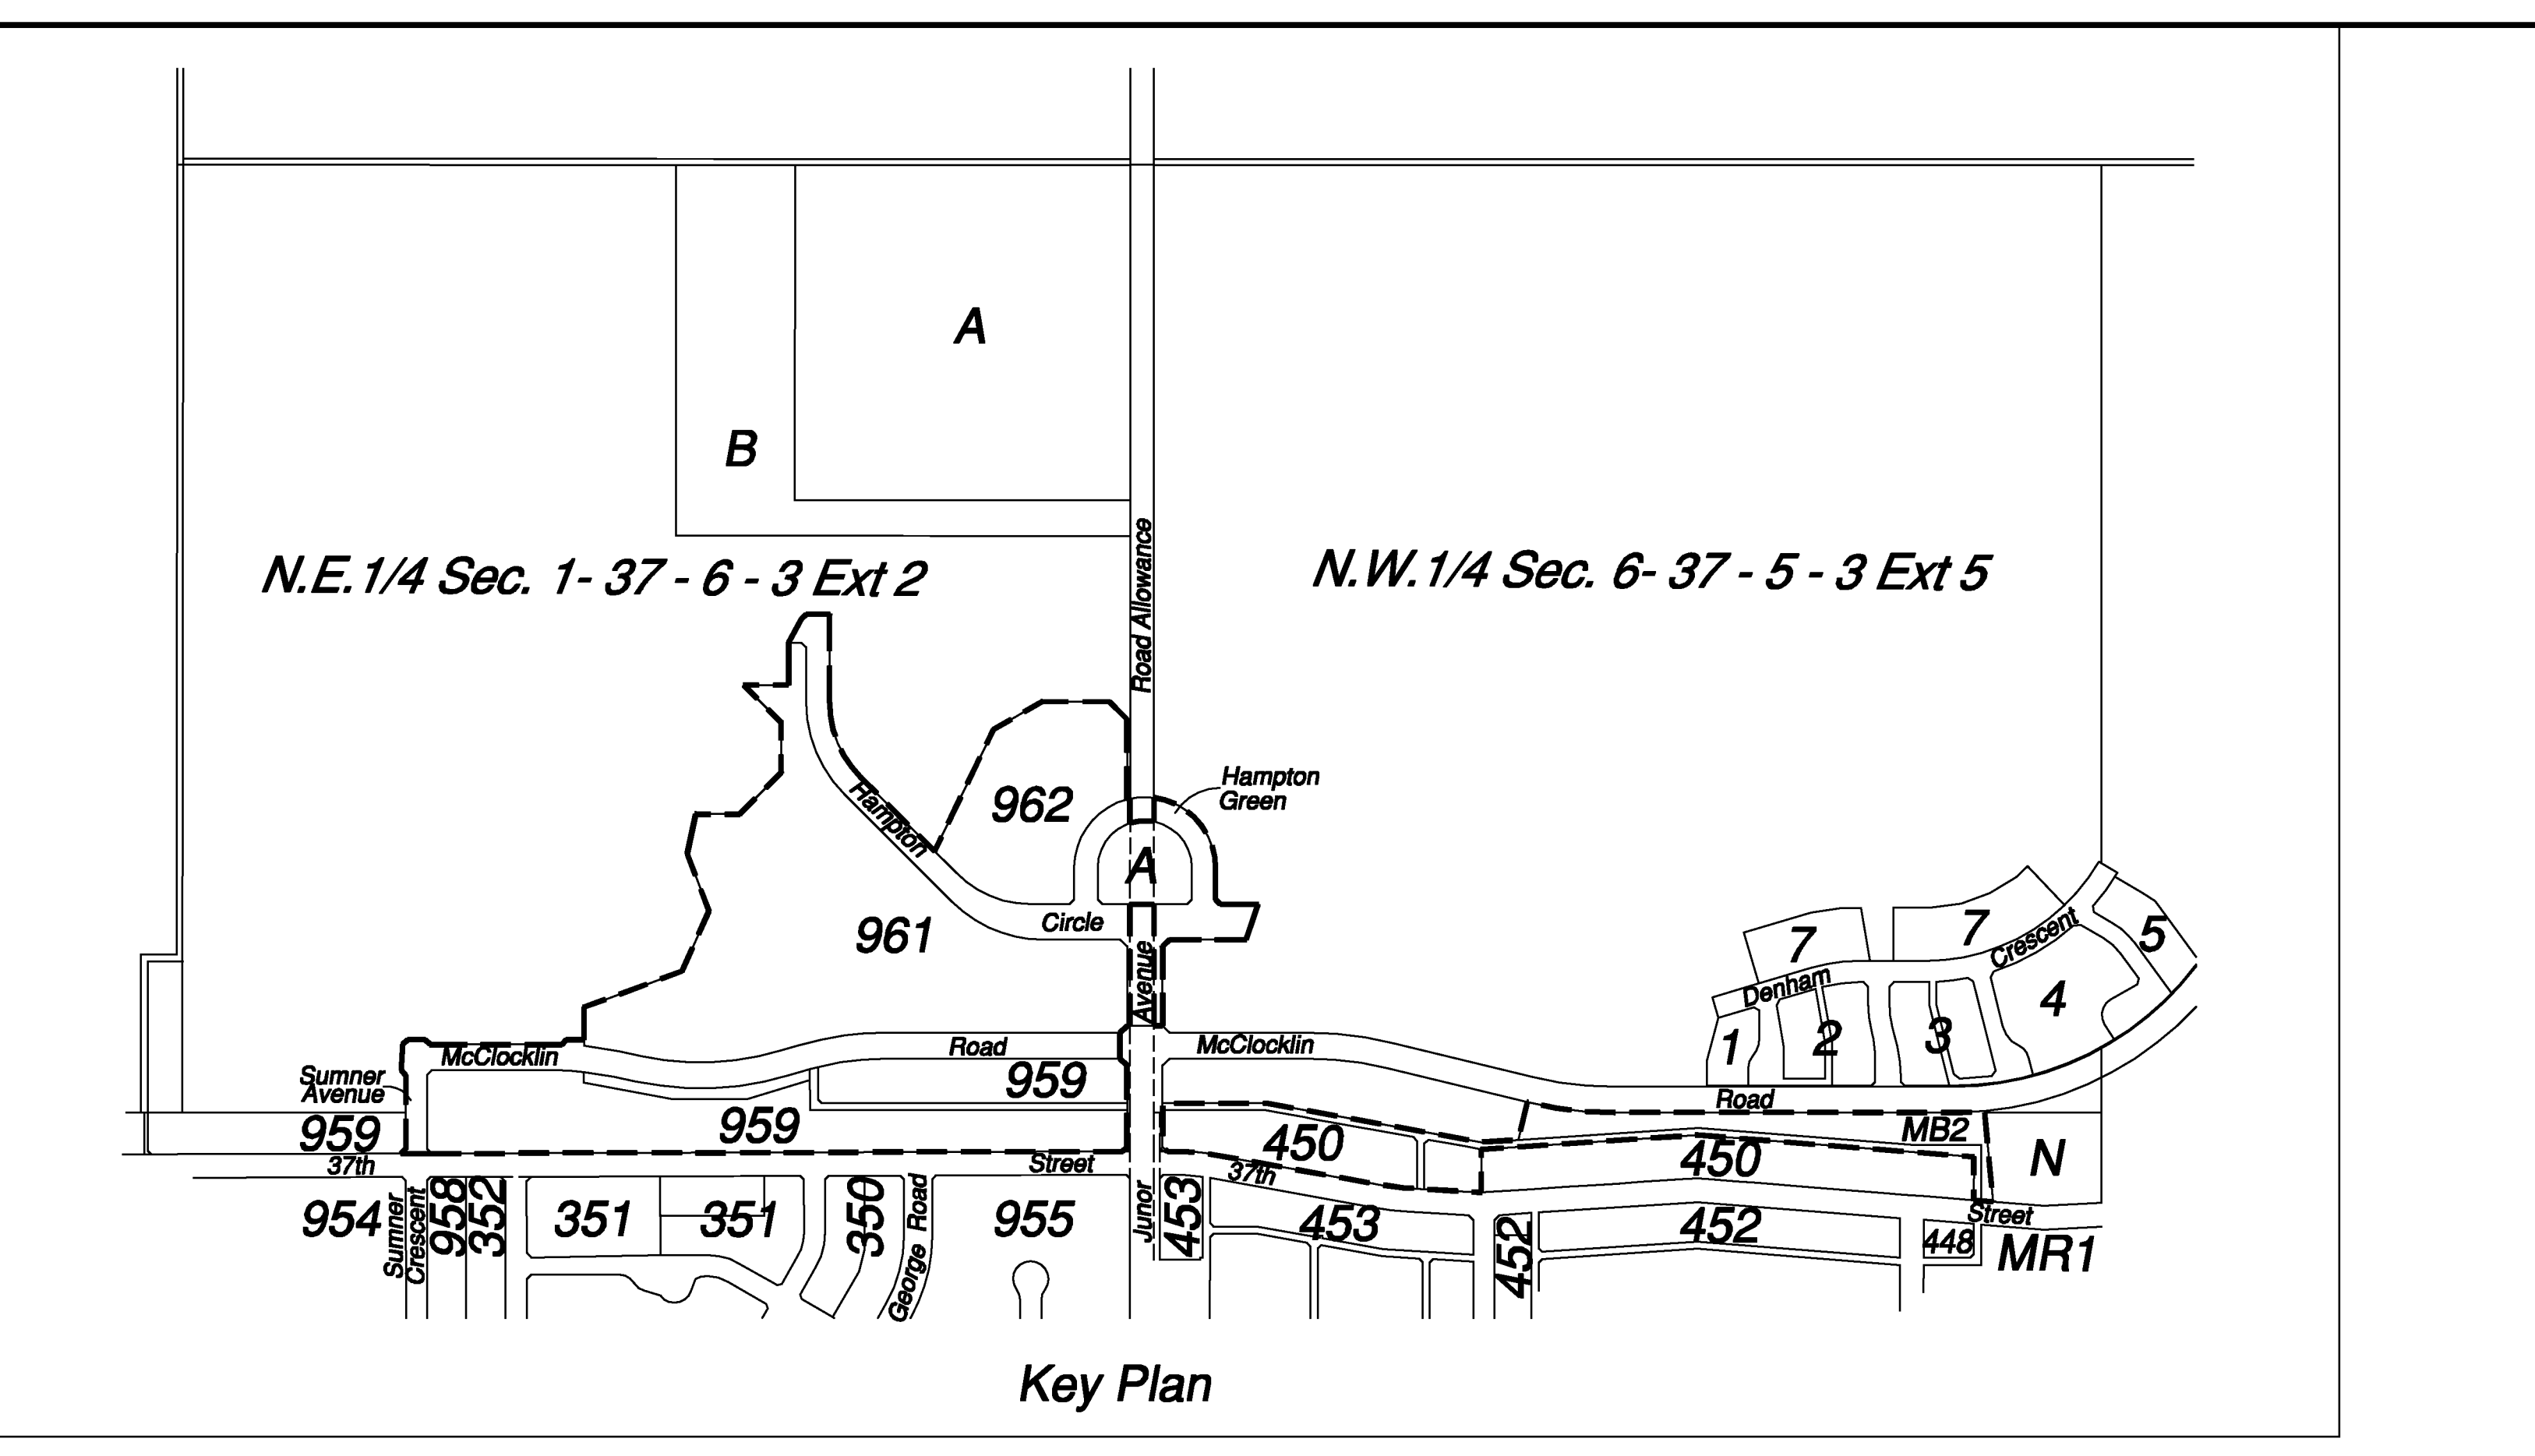 A
B
N.E.1/4 Sec. 1- 37 - 6 - 3 Ext 2
N.W.1/4 Sec. 6- 37 - 5 - 3 Ext 5
Road Allowance
Hampton
Green
962
Hampton
A
Circle
961
Avenue
7
7
Crescent
5
Denham
4
1
2
3
McClocklin
Road
McClocklin
Road
Sumner
Avenue
959
959
959
450
MB2
450
N
37th
Street
37th
Street
954
Sumner
Crescent
958
352
351
351
350
George Road
955
Junor
453
453
452
452
448
MR1
Key Plan